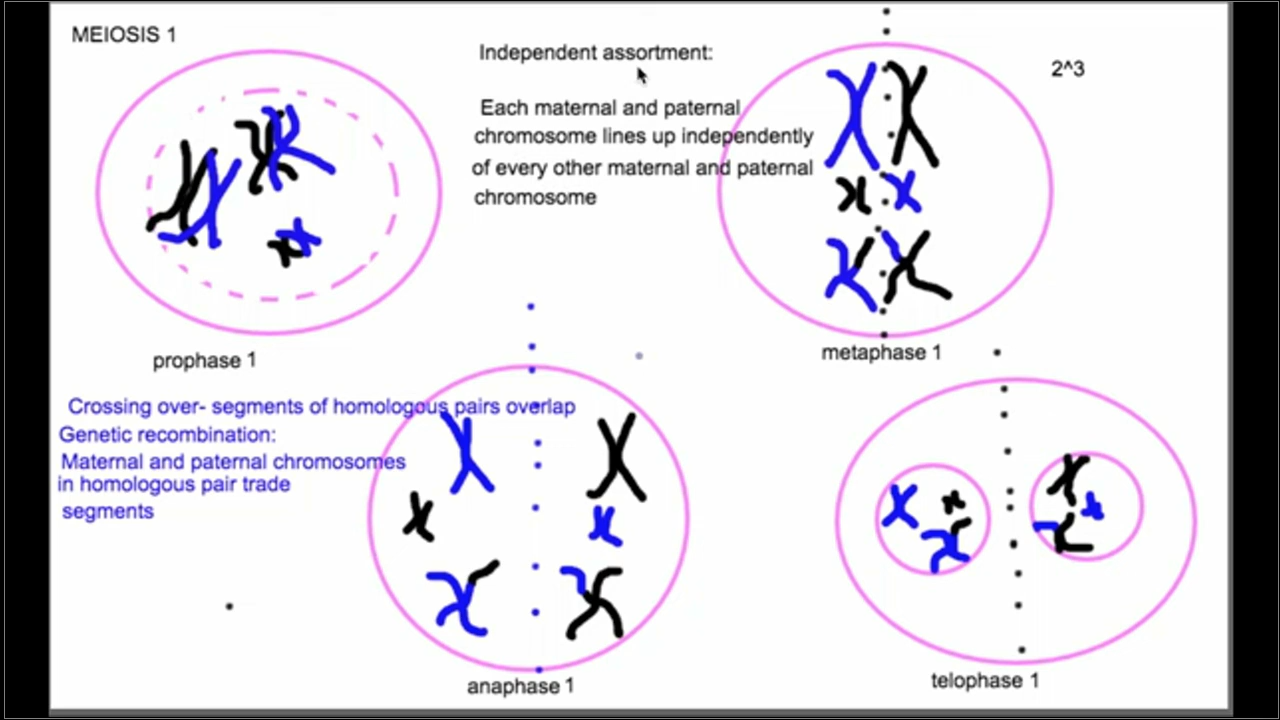 MEIOSIS 1
Independent assortment:
Each maternal and paternal
chromosome lines up independently
of every other maternal and paternal
chromosome
2^3
prophase 1
metaphase 1
Crossing over- segments of homologous pairs overlap
Genetic recombination:
Maternal and paternal chromosomes
in homologous pair trade
segments
anaphase 1
telophase 1